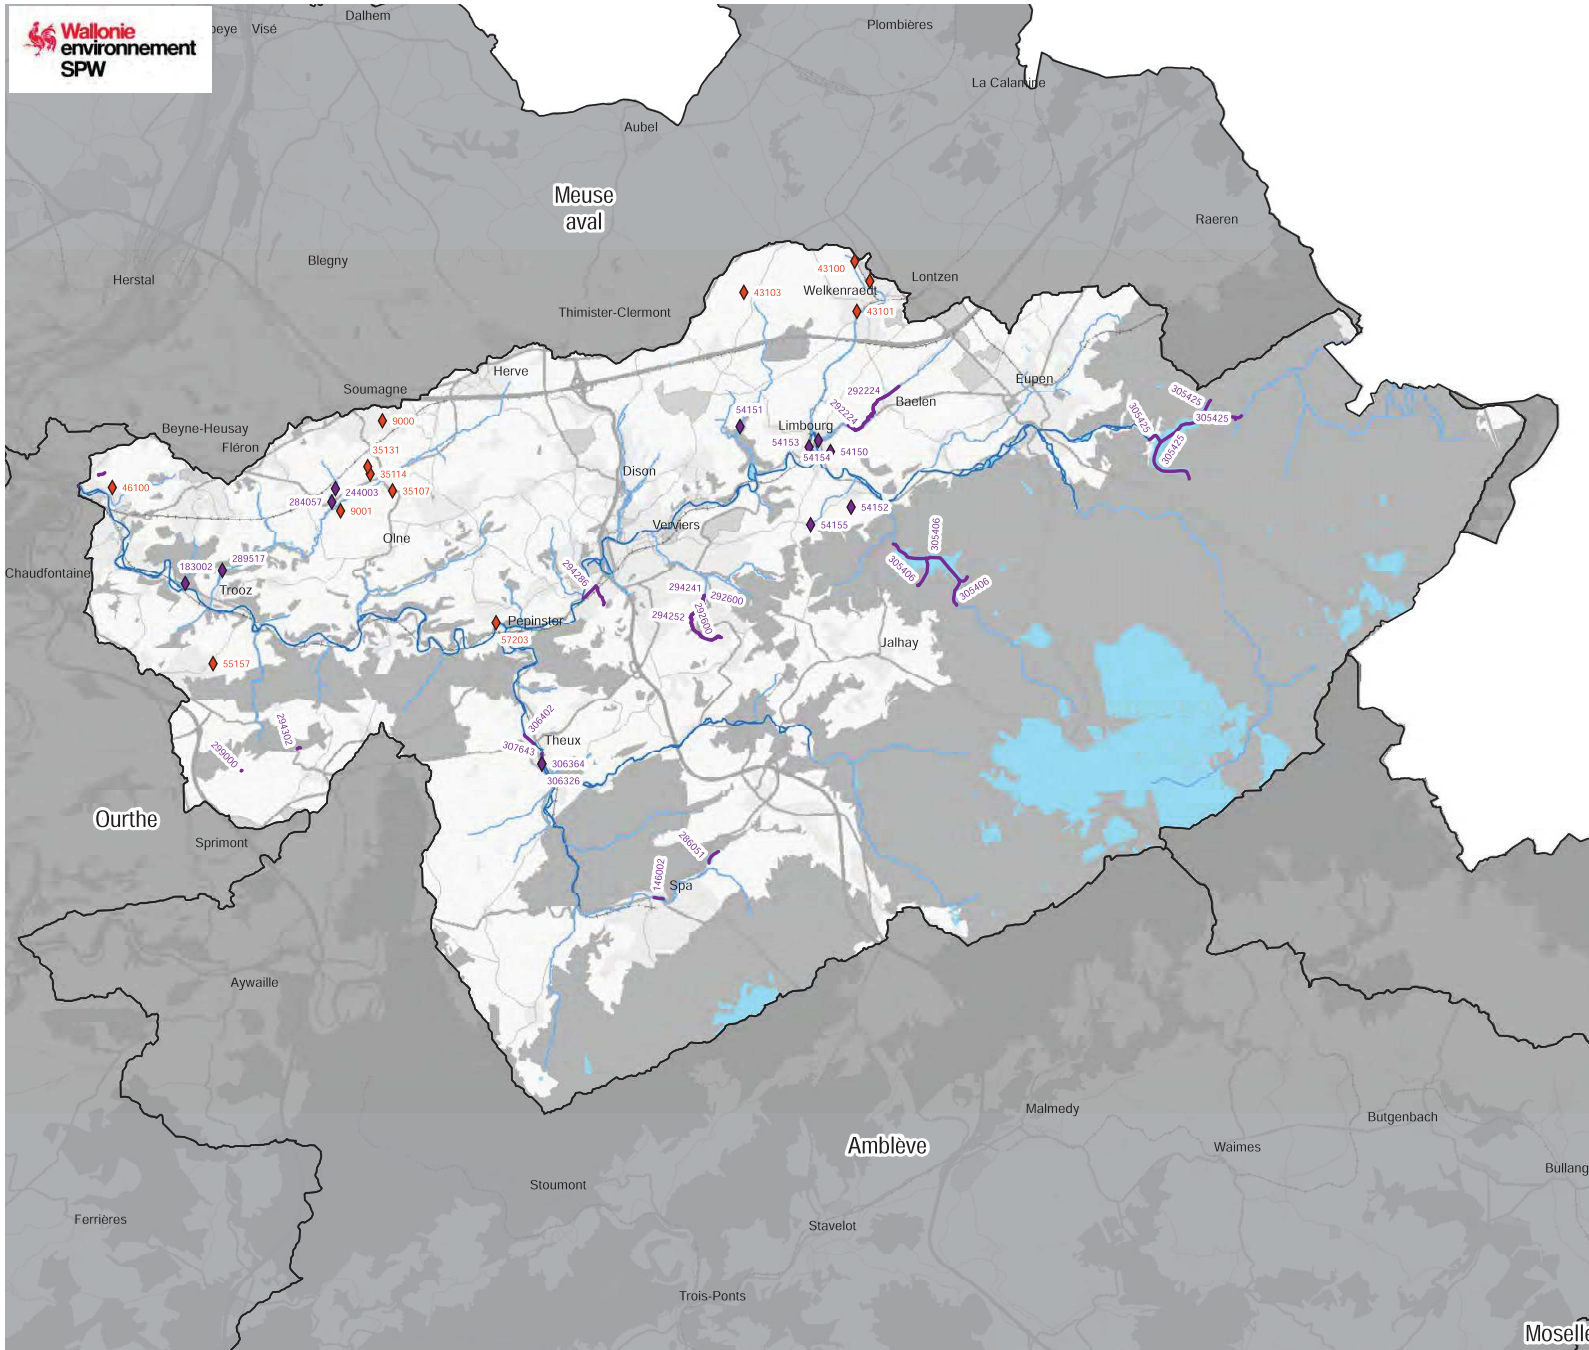 Wallonie
environnement
SPW
Visé
Dalhem
Plombières
La Calamine
Aubel
Meuse
aval
Raeren
Blegny
Herstal
43100
Lontzen
43103
Welkenraedt
43101
Thimister-Clermont
Herve
Eupen
Soumagne
292224
Baelen
305425
9000
54151
292224
305425
305425
Beyne-Heusay
Limbourg
Fléron
35131
54153
54150
54154
305425
35114
Dison
46100
244003
35107
284057
9001
54152
Verviers
54155
Olne
305406
289517
183002
Chaudfontaine
305406
294286
Trooz
294241
292600
305406
294252
292600
Pepinster
57203
Jalhay
55157
306402
294302
Theux
307643
299000
306364
306326
Ourthe
Sprimont
286051
146002
Spa
Aywaille
Malmedy
Butgenbach
Amblève
Waimes
Bullang
Stoumont
Ferrières
Stavelot
Trois-Ponts
Moselle